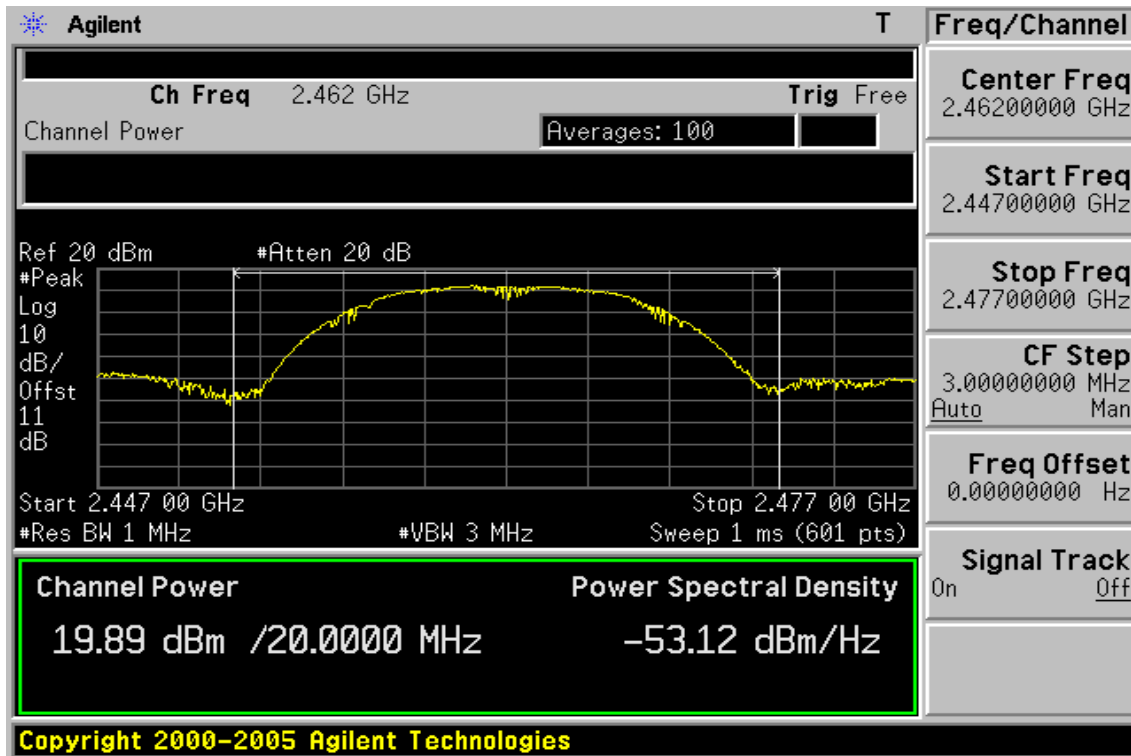 Agilent T
Freq/Channel
Ch Freq 2.462 GHz Trig Free
Channel Power Averages: 100
Ref 20 dBm #Atten 20 dB
#Peak
Log
10
dB/
Offst
11
dB
Start 2.447 00 GHz Stop 2.477 00 GHz
#Res BW 1 MHz #VBW 3 MHz Sweep 1 ms (601 pts)
Channel Power Power Spectral Density
19.89 dBm /20.0000 MHz -53.12 dBm/Hz
Center Freq
2.46200000 GHz
Start Freq
2.44700000 GHz
Stop Freq
2.47700000 GHz
CF Step
3.00000000 MHz
Auto Man
Freq Offset
0.00000000 Hz
Signal Track
On Off
Copyright 2000-2005 Agilent Technologies